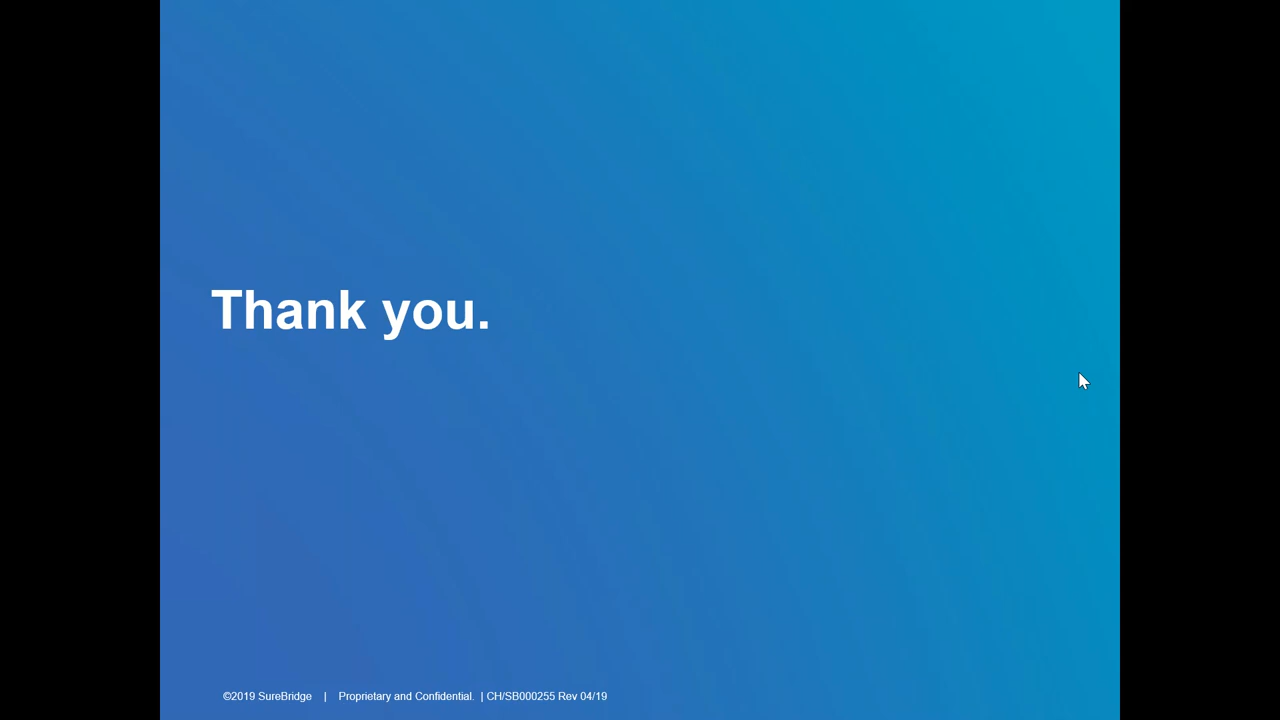 Thank you.
©2019 SureBridge | Proprietary and Confidential. | CH/SB000255 Rev 04/19